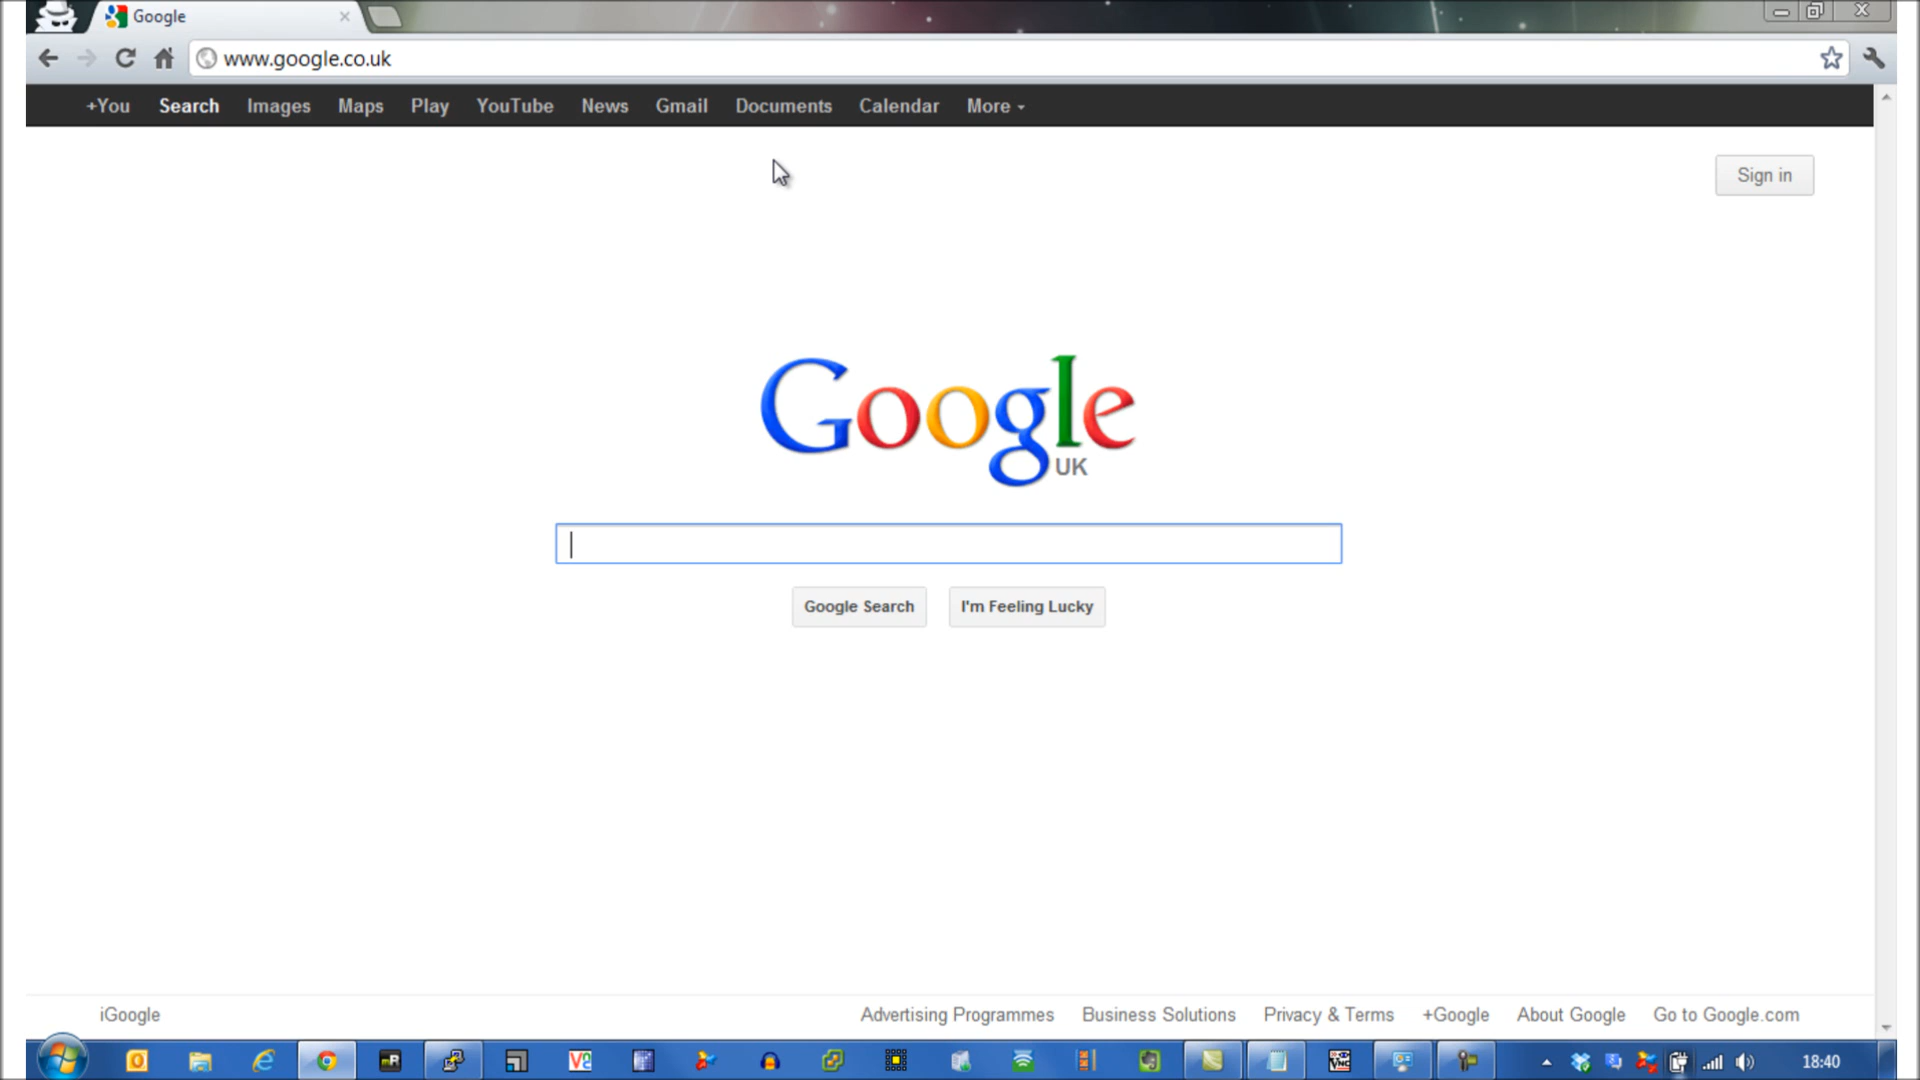 Google
www.google.co.uk
+You Search Images Maps Play YouTube News Gmail Documents Calendar More
Sign in
Google
UK
Google Search I'm Feeling Lucky
iGoogle Advertising Programmes Business Solutions Privacy & Terms +Google About Google Go to Google.com
18:40